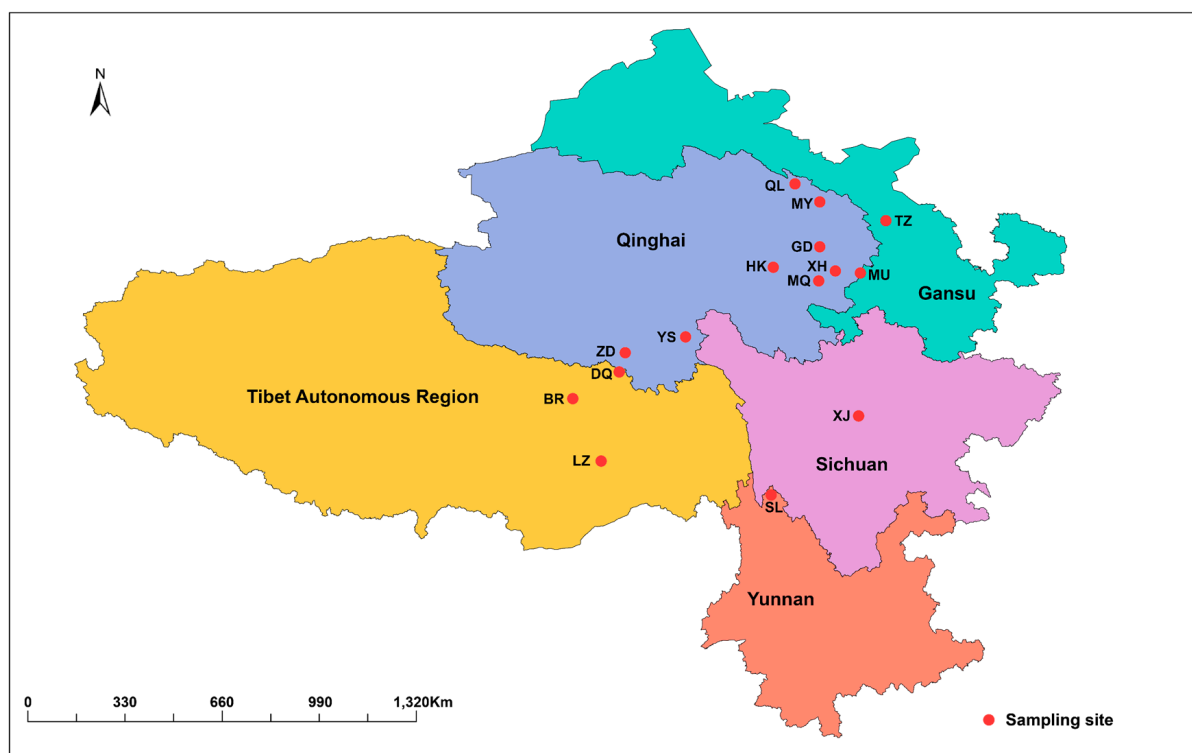 N
QL
MY
TZ
Qinghai
GD
HK
XH
MU
MQ
Gansu
YS
ZD
DQ
Tibet Autonomous Region
BR
XJ
LZ
Sichuan
SL
Yunnan
0 330 660 990 1,320Km
Sampling site